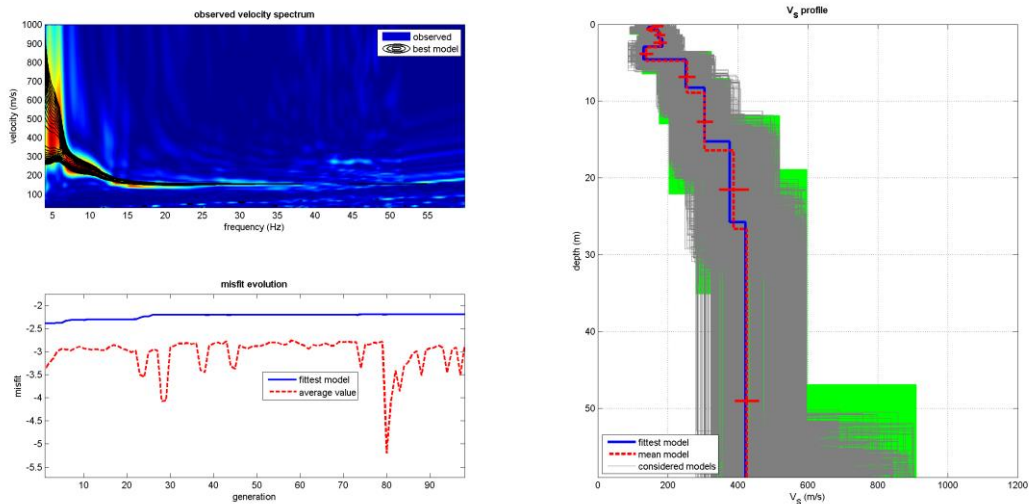 observed velocity spectrum
1000
900
800
700
600
500
400
300
200
100
velocity (m/s)
observed
best model
5 10 15 20 25 30 35 40 45 50 55
frequency (Hz)
misfit evolution
-2
-2.5
-3
-3.5
-4
-4.5
-5
-5.5
misfit
fittest model
average value
10 20 30 40 50 60 70 80 90
generation
VS profile
0
10
20
30
40
50
depth (m)
fittest model
mean model
considered models
0 200 400 600 800 1000 1200
VS (m/s)